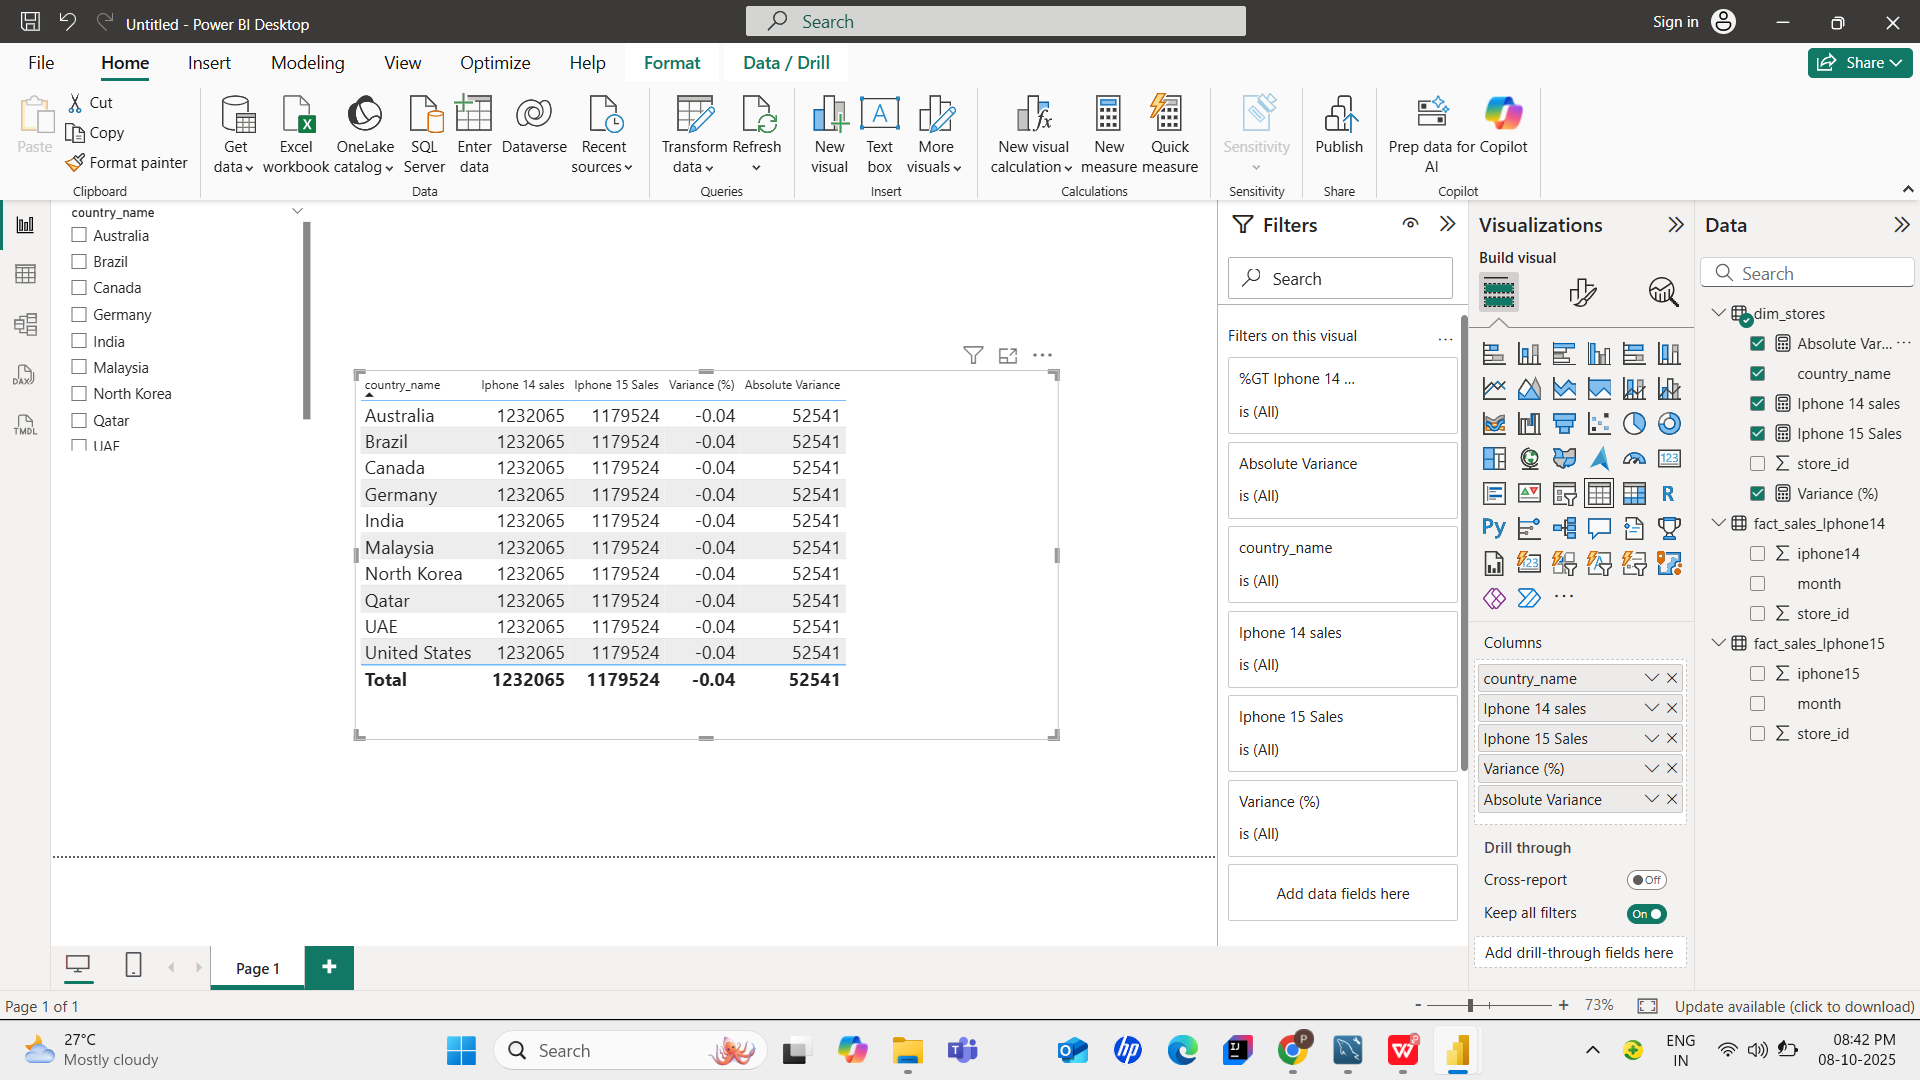 Untitled - Power BI Desktop
Search
Sign in
File
Home
Insert
Modeling
View
Optimize
Help
Format
Data / Drill
Share
Paste
Cut
Copy
Format painter
Clipboard
Get data
Excel workbook
OneLake catalog
SQL Server
Enter data
Dataverse
Recent sources
Data
Transform data
Refresh
Queries
New visual
A
Text box
More visuals
Insert
New visual calculation
New measure
Quick measure
Calculations
Sensitivity
Sensitivity
Publish
Share
Prep data for AI
Copilot
Copilot
DAX
TMDL
country_name
Australia
Brazil
Canada
Germany
India
Malaysia
North Korea
Qatar
UAE
country_name Iphone 14 sales Iphone 15 Sales Variance (%) Absolute Variance
Australia 1232065 1179524 -0.04 52541
Brazil 1232065 1179524 -0.04 52541
Canada 1232065 1179524 -0.04 52541
Germany 1232065 1179524 -0.04 52541
India 1232065 1179524 -0.04 52541
Malaysia 1232065 1179524 -0.04 52541
North Korea 1232065 1179524 -0.04 52541
Qatar 1232065 1179524 -0.04 52541
UAE 1232065 1179524 -0.04 52541
United States 1232065 1179524 -0.04 52541
Total 1232065 1179524 -0.04 52541
Filters
Search
Filters on this visual
%GT Iphone 14 ...
is (All)
Absolute Variance
is (All)
country_name
is (All)
Iphone 14 sales
is (All)
Iphone 15 Sales
is (All)
Variance (%)
is (All)
Add data fields here
Visualizations
Build visual
123
R
Py
123
Columns
country_name
Iphone 14 sales
Iphone 15 Sales
Variance (%)
Absolute Variance
Drill through
Cross-report
Off
Keep all filters
On
Add drill-through fields here
Data
Search
dim_stores
Absolute Var...
country_name
Iphone 14 sales
Iphone 15 Sales
store_id
Variance (%)
fact_sales_Iphone14
iphone14
month
store_id
fact_sales_Iphone15
iphone15
month
store_id
Page 1
Page 1 of 1
73%
Update available (click to download)
27°C
Mostly cloudy
Search
P
ENG
IN
08:42 PM
08-10-2025